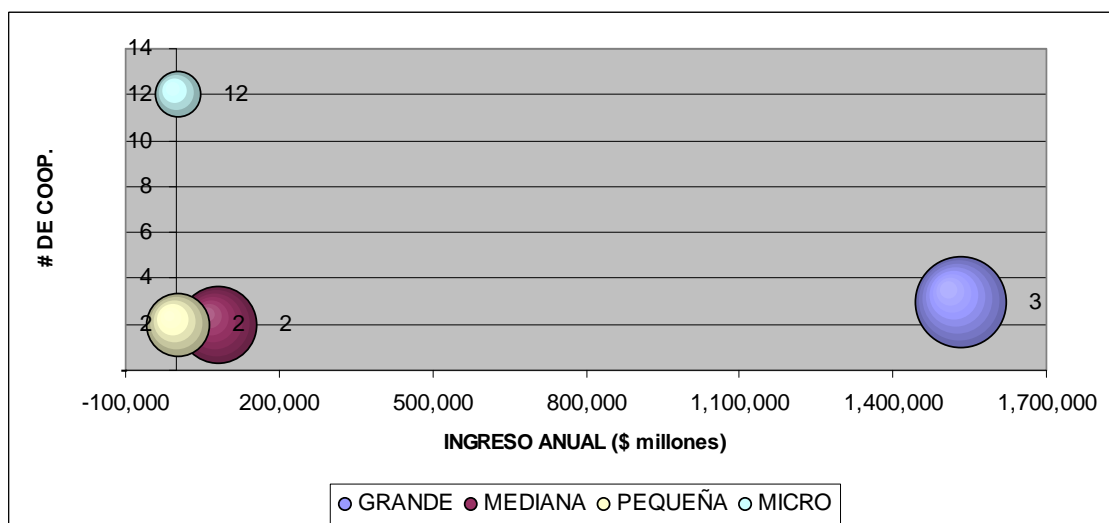 14
12
12
10
8
6
4
3
2
2
2
-100,000 200,000 500,000 800,000 1,100,000 1,400,000 1,700,000
# DE COOP.
INGRESO ANUAL ($ millones)
GRANDE MEDIANA PEQUEÑA MICRO